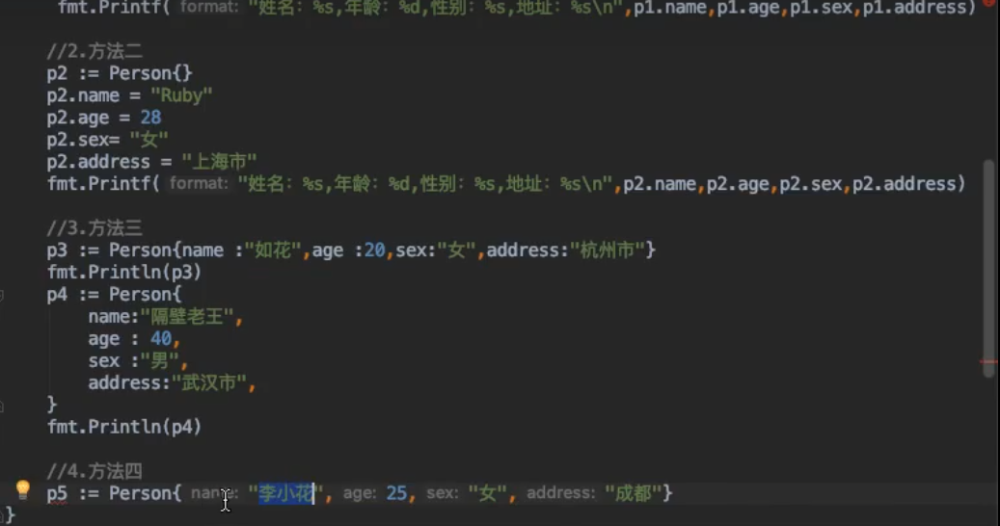 fmt.Printf( format: "姓名: %s,年龄: %d,性别: %s,地址: %s\n",p1.name,p1.age,p1.sex,p1.address)
//2.方法二
p2 := Person{}
p2.name = "Ruby"
p2.age = 28
p2.sex= "女"
p2.address = "上海市"
fmt.Printf( format: "姓名: %s,年龄: %d,性别: %s,地址: %s\n",p2.name,p2.age,p2.sex,p2.address)
//3.方法三
p3 := Person{name :"如花",age :20,sex:"女",address:"杭州市"}
fmt.Println(p3)
p4 := Person{
name:"隔壁老王",
age : 40,
sex :"男",
address:"武汉市",
}
fmt.Println(p4)
//4.方法四
p5 := Person{ name: "李小花", age: 25, sex: "女", address: "成都"}
}